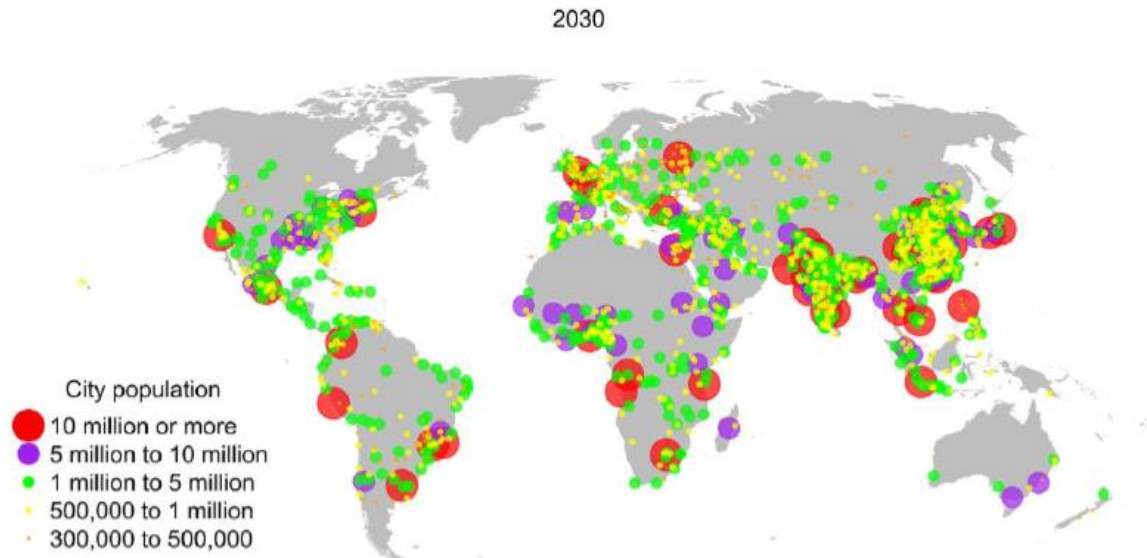 2030
City population
10 million or more
5 million to 10 million
1 million to 5 million
500,000 to 1 million
300,000 to 500,000